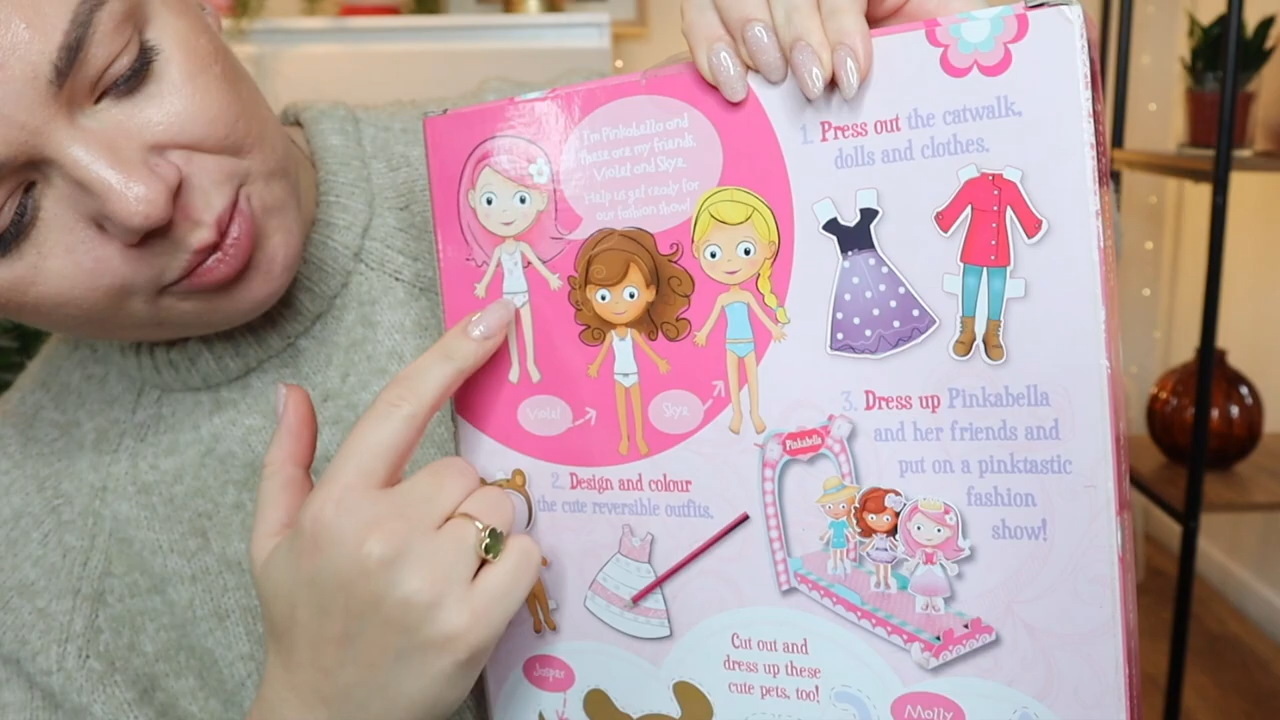 I'm Pinkabella and
these are my friends,
Violet and Skye.
Help us get ready for
our fashion show!
Violet
Skye
1. Press out the catwalk,
dolls and clothes.
2. Design and colour
the cute reversible outfits.
3. Dress up Pinkabella
and her friends and
put on a pinktastic
fashion
show!
Pinkabella
Cut out and
dress up these
cute pets, too!
Jasper
Molly